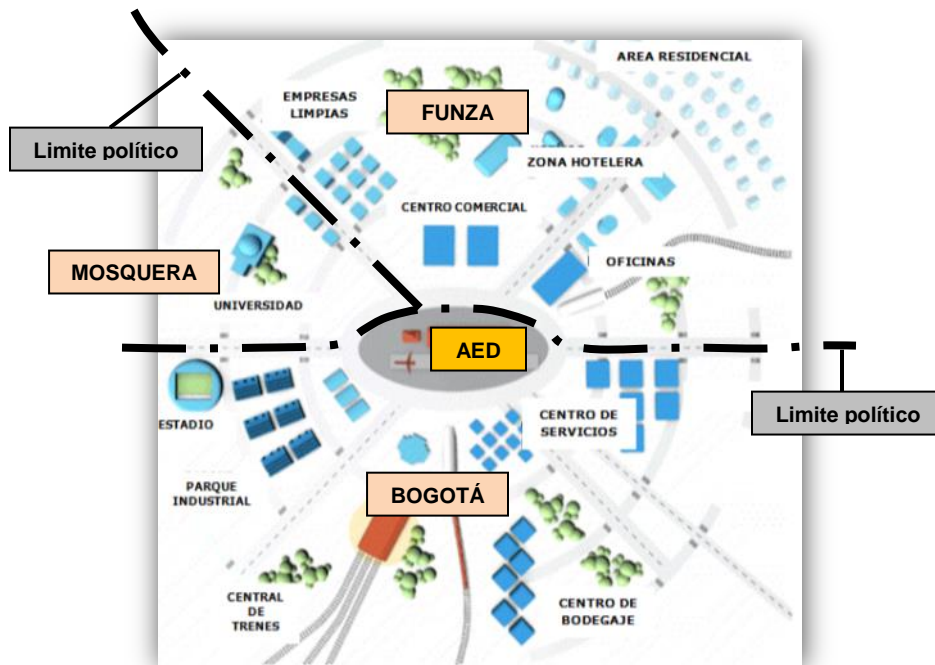 AREA RESIDENCIAL
EMPRESAS
LIMPIAS
FUNZA
Limite político
ZONA HOTELERA
CENTRO COMERCIAL
OFICINAS
MOSQUERA
UNIVERSIDAD
AED
ESTADIO
CENTRO DE
SERVICIOS
Limite político
PARQUE
INDUSTRIAL
BOGOTÁ
CENTRAL
DE
TRENES
CENTRO DE
BODEGAJE